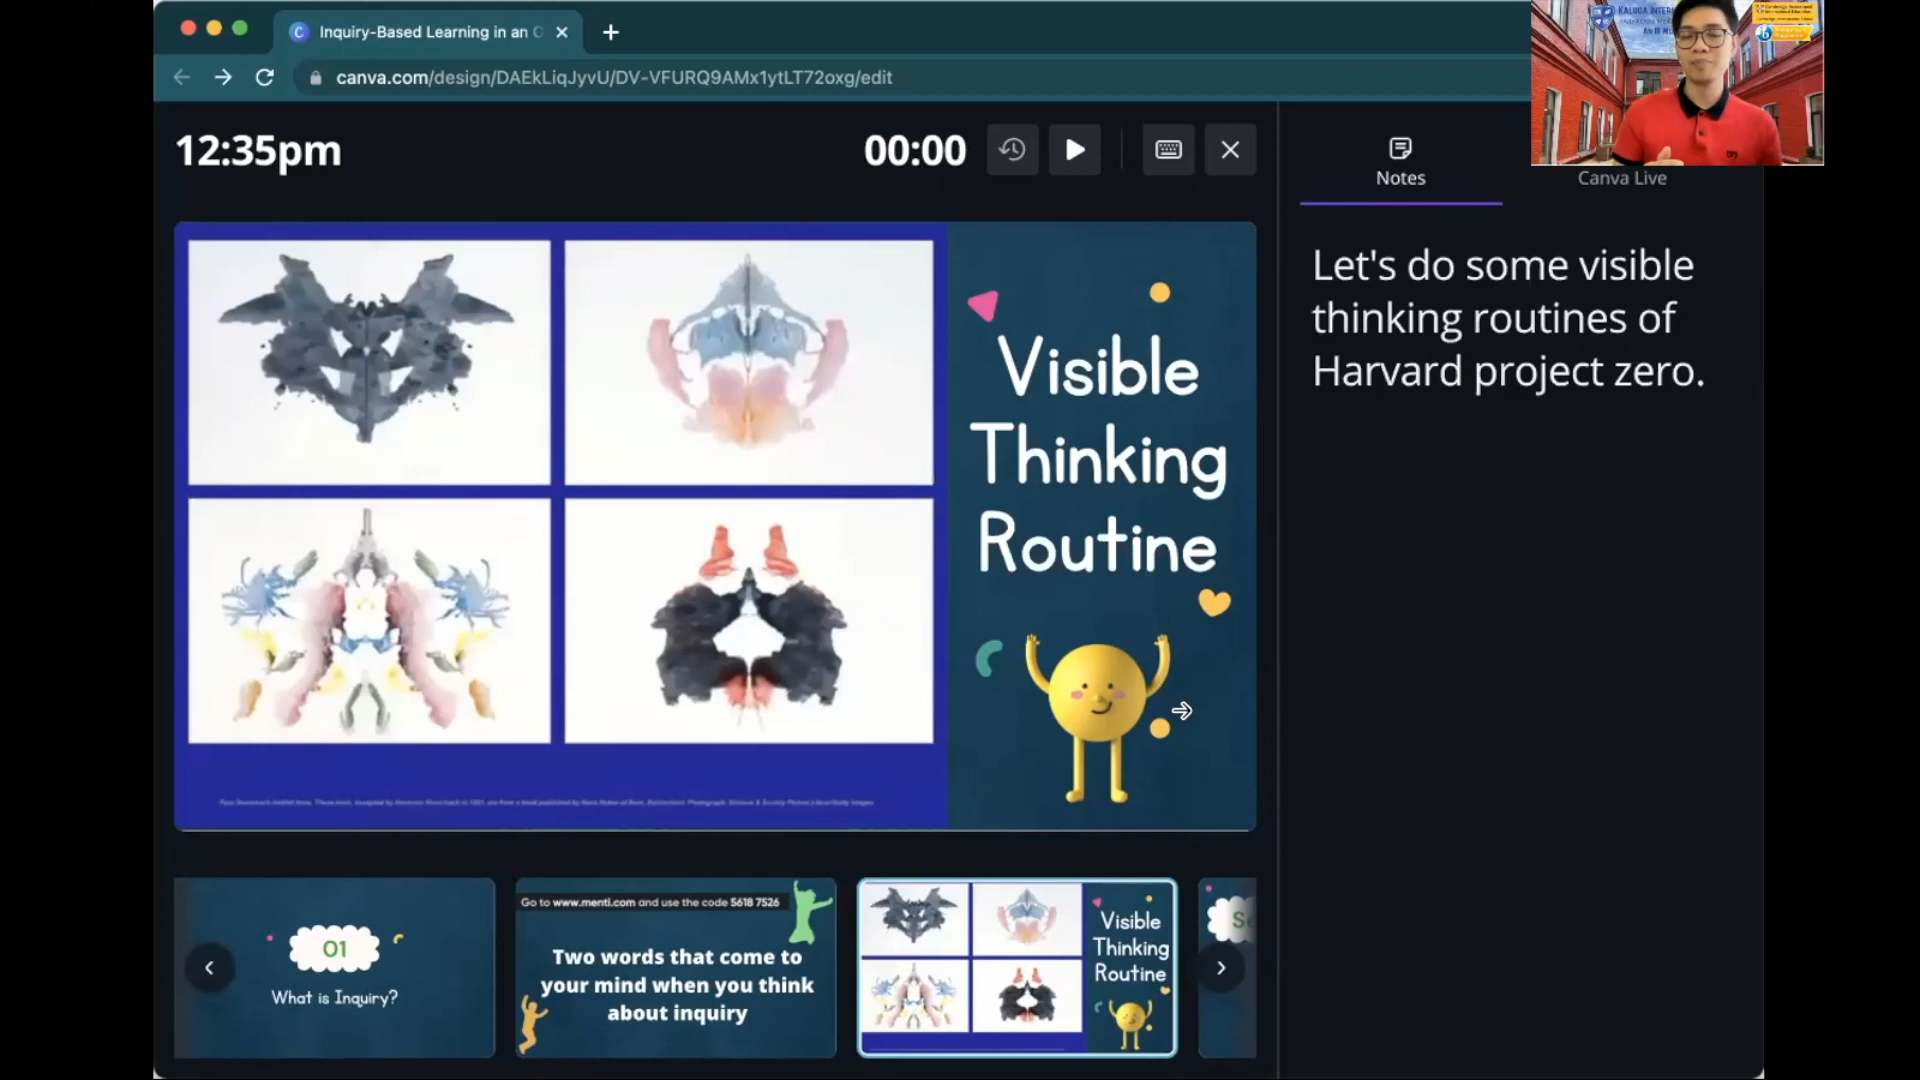 Inquiry-Based Learning in an O
canva.com/design/DAEkLiqJyvU/DV-VFURQ9AMx1ytLT72oxg/edit
12:35pm
00:00
Notes
Canva Live
Let's do some visible
thinking routines of
Harvard project zero.
Visible
Thinking
Routine
01
What is Inquiry?
Go to www.menti.com and use the code 5618 7526
Two words that come to
your mind when you think
about inquiry
Visible
Thinking
Routine